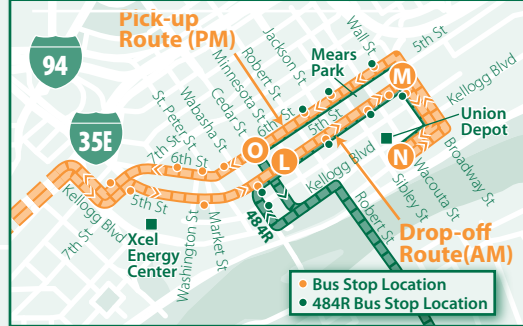 Pick-up
Route (PM)
94
35E
Jackson St
Robert St
Minnesota St
Cedar St
Wabasha St
St. Peter St
7th St
6th St
Mears
Park
Wall St
5th St
6th St
5th St
M
Kellogg Blvd
Union
Depot
O
L
N
Kellogg Blvd
Broadway St
Wacouta St
Sibley St
Robert St
484R
Kellogg Blvd
5th St
7th St
Xcel
Energy
Center
Washington St
Market St
Drop-off
Route(AM)
Bus Stop Location
484R Bus Stop Location